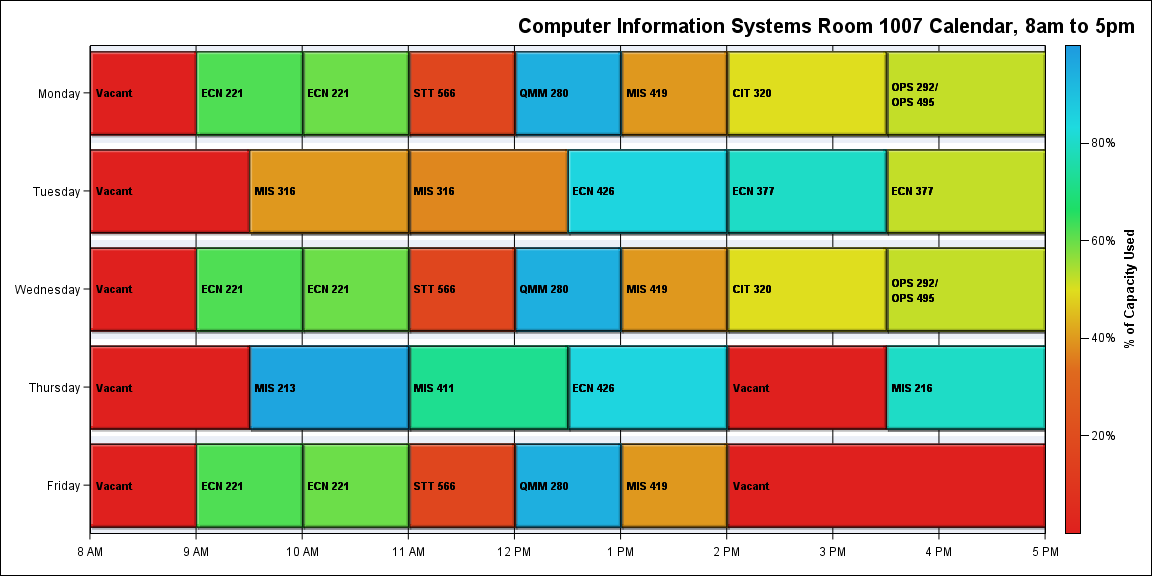 Computer Information Systems Room 1007 Calendar, 8am to 5pm
Monday
Vacant
ECN 221
ECN 221
STT 566
QMM 280
MIS 419
CIT 320
OPS 292/
OPS 495
Tuesday
Vacant
MIS 316
MIS 316
ECN 426
ECN 377
ECN 377
Wednesday
Vacant
ECN 221
ECN 221
STT 566
QMM 280
MIS 419
CIT 320
OPS 292/
OPS 495
Thursday
Vacant
MIS 213
MIS 411
ECN 426
Vacant
MIS 216
Friday
Vacant
ECN 221
ECN 221
STT 566
QMM 280
MIS 419
Vacant
8 AM
9 AM
10 AM
11 AM
12 PM
1 PM
2 PM
3 PM
4 PM
5 PM
80%
60%
40%
20%
% of Capacity Used